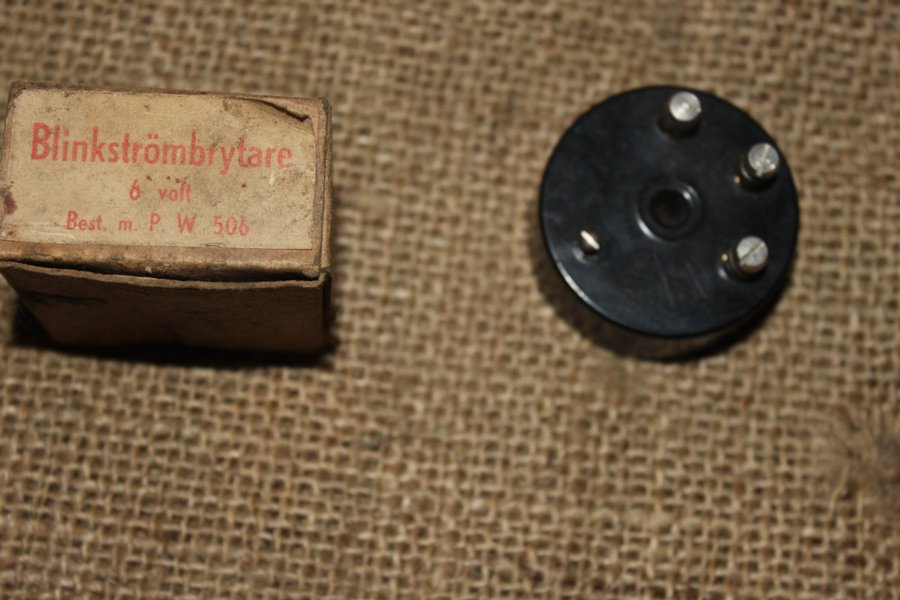 Blinkströmbrytare
6 volt
Best. m. P W 506